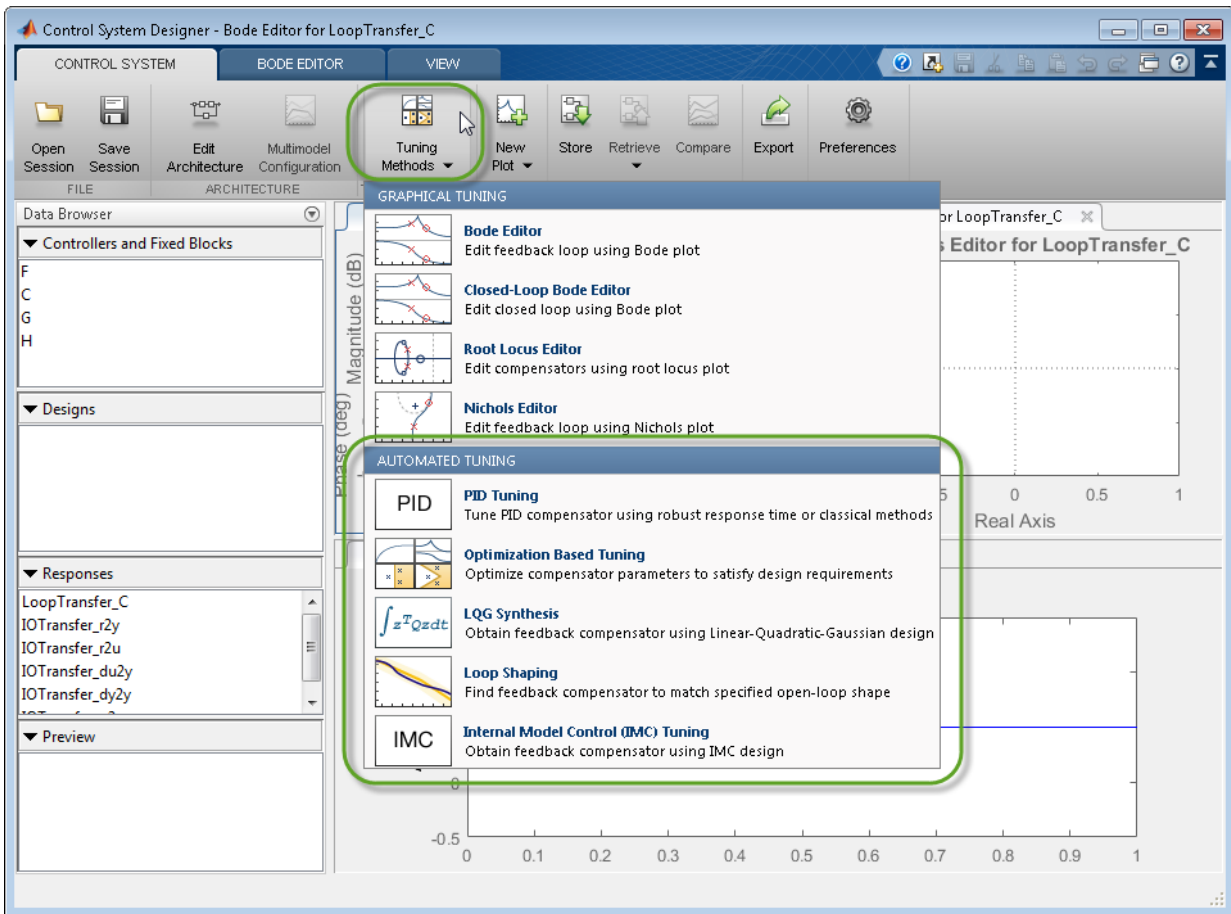 Control System Designer - Bode Editor for LoopTransfer_C
CONTROL SYSTEM
BODE EDITOR
VIEW
Open Session
Save Session
Edit Architecture
Multimodel Configuration
Tuning Methods
New Plot
Store
Retrieve
Compare
Export
Preferences
FILE
ARCHITECTURE
Data Browser
Controllers and Fixed Blocks
F
C
G
H
Designs
Responses
LoopTransfer_C
IOTransfer_r2y
IOTransfer_r2u
IOTransfer_du2y
IOTransfer_dy2y
Preview
GRAPHICAL TUNING
Bode Editor
Edit feedback loop using Bode plot
Closed-Loop Bode Editor
Edit closed loop using Bode plot
Root Locus Editor
Edit compensators using root locus plot
Nichols Editor
Edit feedback loop using Nichols plot
AUTOMATED TUNING
PID
PID Tuning
Tune PID compensator using robust response time or classical methods
Optimization Based Tuning
Optimize compensator parameters to satisfy design requirements
∫zᵀQzdt
LQG Synthesis
Obtain feedback compensator using Linear-Quadratic-Gaussian design
Loop Shaping
Find feedback compensator to match specified open-loop shape
IMC
Internal Model Control (IMC) Tuning
Obtain feedback compensator using IMC design
Magnitude (dB)
Phase (deg)
or LoopTransfer_C
Editor for LoopTransfer_C
5 0 0.5 1
Real Axis
0
-0.5
0 0.1 0.2 0.3 0.4 0.5 0.6 0.7 0.8 0.9 1